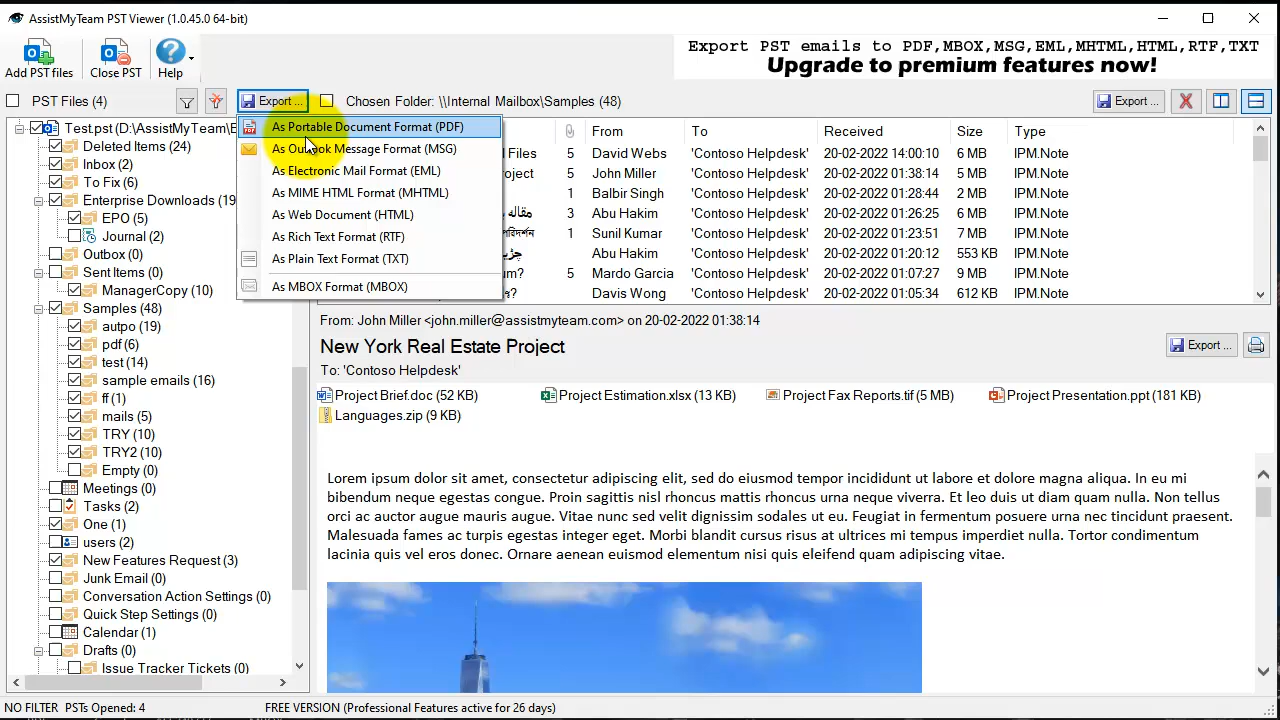 AssistMyTeam PST Viewer (1.0.45.0 64-bit)
Add PST files
Close PST
Help
Export PST emails to PDF,MBOX,MSG,EML,MHTML,HTML,RTF,TXT
Upgrade to premium features now!
PST Files (4)
Export ...
Chosen Folder: \\Internal Mailbox\Samples (48)
Export ...
As Portable Document Format (PDF)
As Outlook Message Format (MSG)
As Electronic Mail Format (EML)
As MIME HTML Format (MHTML)
As Web Document (HTML)
As Rich Text Format (RTF)
As Plain Text Format (TXT)
As MBOX Format (MBOX)
Test.pst (D:\AssistMyTeam\E
Deleted Items (24)
Inbox (2)
To Fix (6)
Enterprise Downloads (19
EPO (5)
Journal (2)
Outbox (0)
Sent Items (0)
ManagerCopy (10)
Samples (48)
autpo (19)
pdf (6)
test (14)
sample emails (16)
ff (1)
mails (5)
TRY (10)
TRY2 (10)
Empty (0)
Meetings (0)
Tasks (2)
One (1)
users (2)
New Features Request (3)
Junk Email (0)
Conversation Action Settings (0)
Quick Step Settings (0)
Calendar (1)
Drafts (0)
Issue Tracker Tickets (0)
From To Received Size Type
Files 5 David Webs 'Contoso Helpdesk' 20-02-2022 14:00:10 6 MB IPM.Note
oject 5 John Miller 'Contoso Helpdesk' 20-02-2022 01:38:14 5 MB IPM.Note
1 Balbir Singh 'Contoso Helpdesk' 20-02-2022 01:28:44 2 MB IPM.Note
مقاله 3 Abu Hakim 'Contoso Helpdesk' 20-02-2022 01:26:25 6 MB IPM.Note
1 Sunil Kumar 'Contoso Helpdesk' 20-02-2022 01:23:51 7 MB IPM.Note
Abu Hakim 'Contoso Helpdesk' 20-02-2022 01:20:12 553 KB IPM.Note
um? 5 Mardo Garcia 'Contoso Helpdesk' 20-02-2022 01:07:27 9 MB IPM.Note
Davis Wong 'Contoso Helpdesk' 20-02-2022 01:05:34 612 KB IPM.Note
From: John Miller <john.miller@assistmyteam.com> on 20-02-2022 01:38:14
New York Real Estate Project
Export ...
To: 'Contoso Helpdesk'
Project Brief.doc (52 KB) Project Estimation.xlsx (13 KB) Project Fax Reports.tif (5 MB) Project Presentation.ppt (181 KB)
Languages.zip (9 KB)
Lorem ipsum dolor sit amet, consectetur adipiscing elit, sed do eiusmod tempor incididunt ut labore et dolore magna aliqua. In eu mi
bibendum neque egestas congue. Proin sagittis nisl rhoncus mattis rhoncus urna neque viverra. Et leo duis ut diam quam nulla. Non tellus
orci ac auctor augue mauris augue. Vitae nunc sed velit dignissim sodales ut eu. Feugiat in fermentum posuere urna nec tincidunt praesent.
Malesuada fames ac turpis egestas integer eget. Morbi blandit cursus risus at ultrices mi tempus imperdiet nulla. Tortor condimentum
lacinia quis vel eros donec. Ornare aenean euismod elementum nisi quis eleifend quam adipiscing vitae.
NO FILTER PSTs Opened: 4 FREE VERSION (Professional Features active for 26 days)